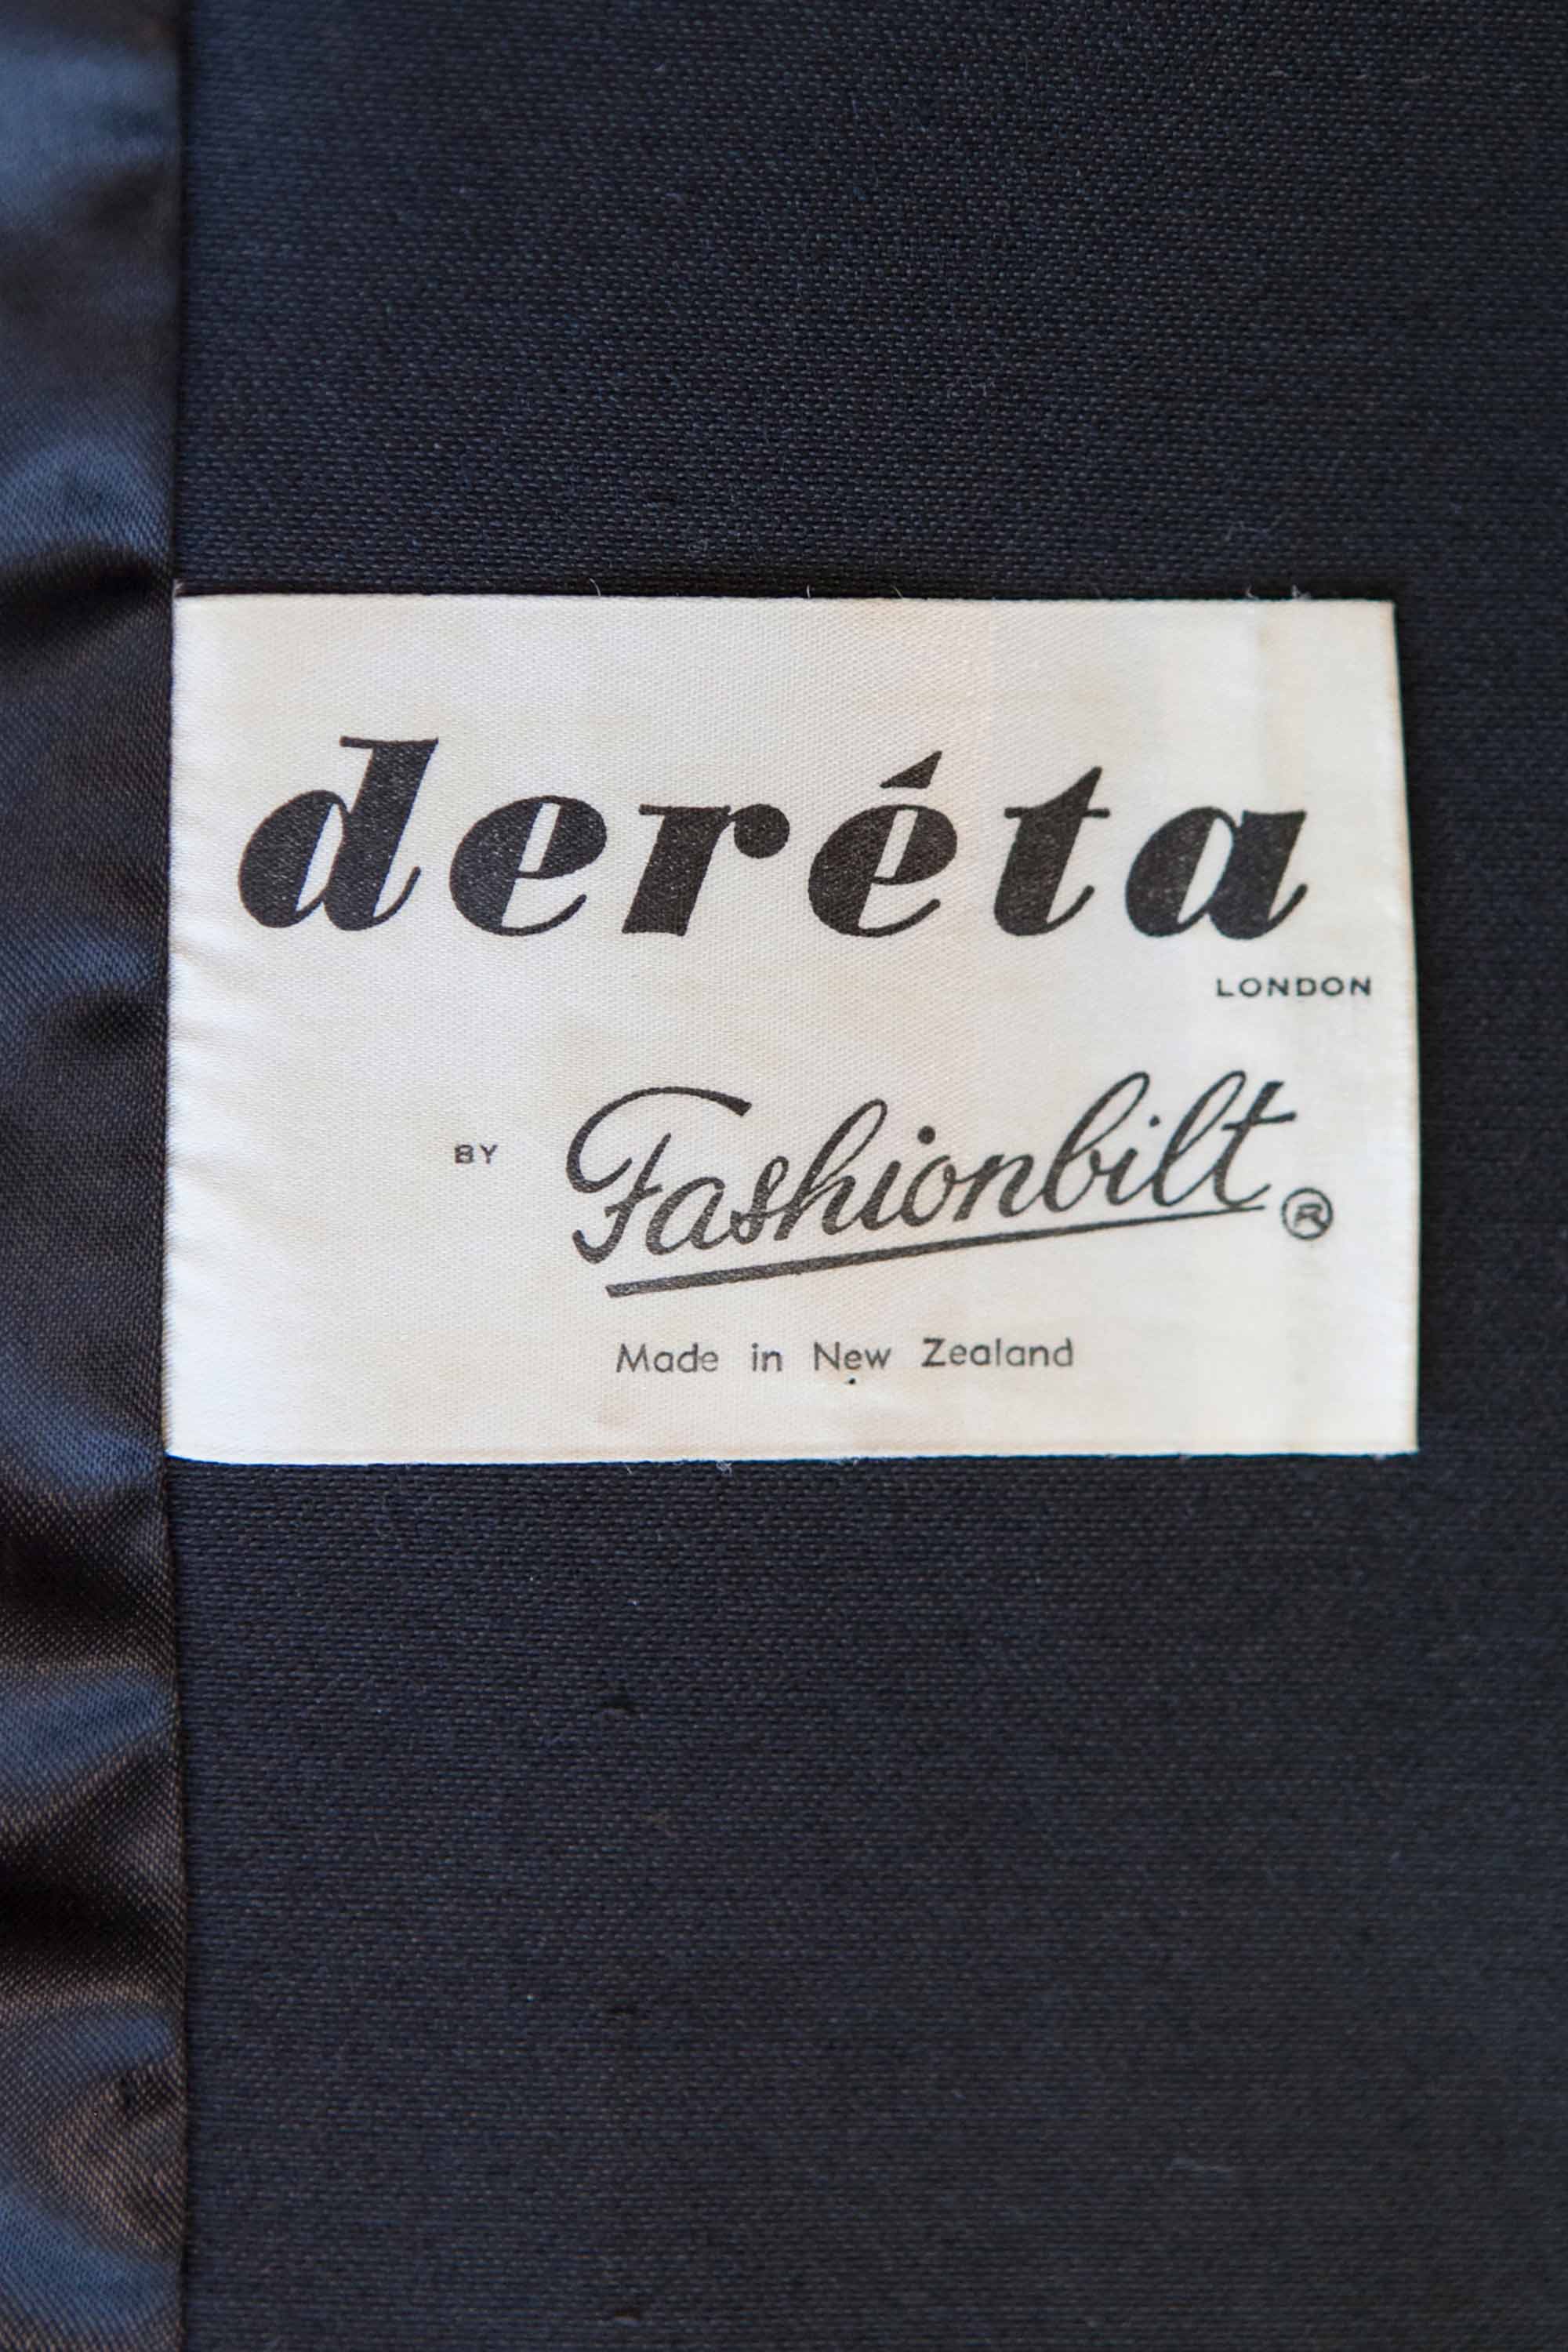 deréta
LONDON
BY Fashionbilt ®
Made in New Zealand